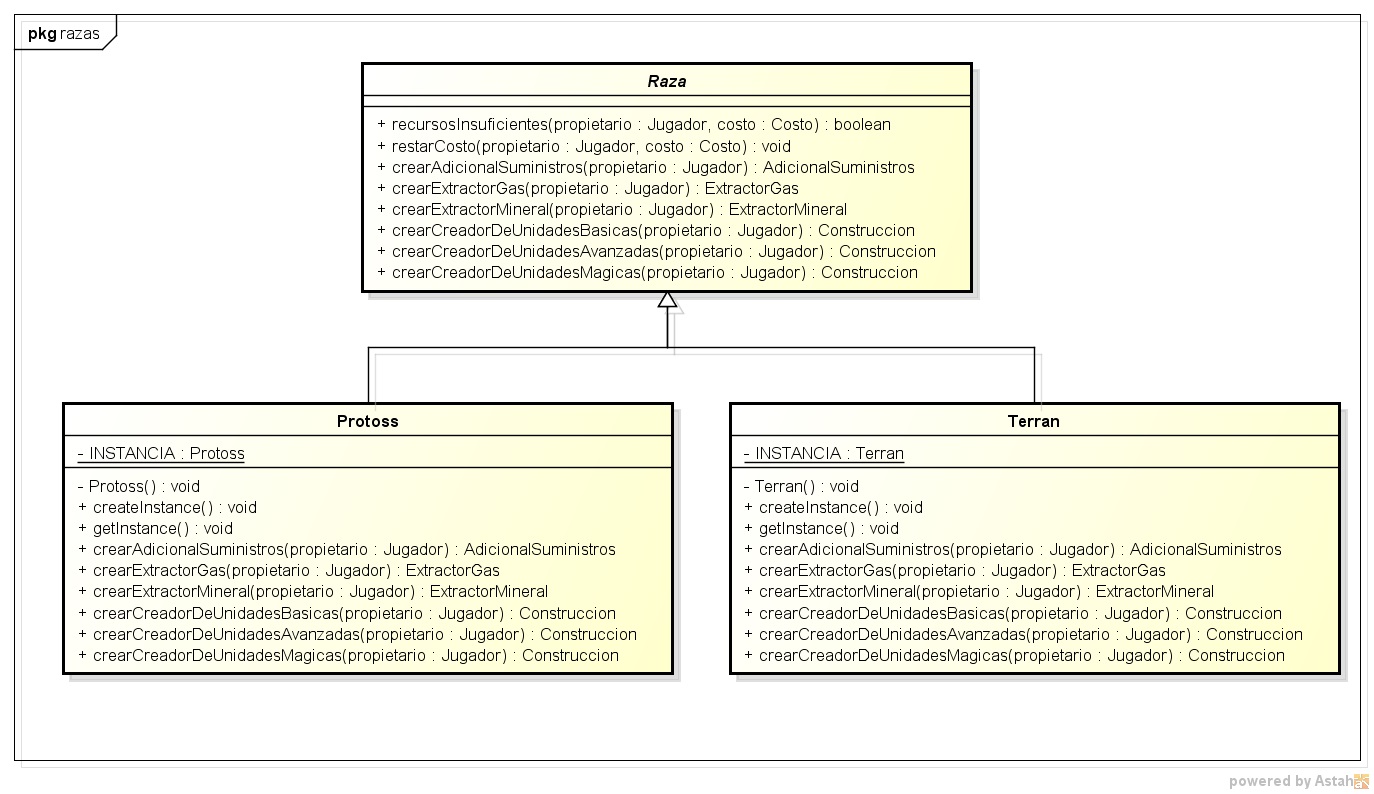 pkg razas
Raza
+ recursosInsuficientes(propietario : Jugador, costo : Costo) : boolean
+ restarCosto(propietario : Jugador, costo : Costo) : void
+ crearAdicionalSuministros(propietario : Jugador) : AdicionalSuministros
+ crearExtractorGas(propietario : Jugador) : ExtractorGas
+ crearExtractorMineral(propietario : Jugador) : ExtractorMineral
+ crearCreadorDeUnidadesBasicas(propietario : Jugador) : Construccion
+ crearCreadorDeUnidadesAvanzadas(propietario : Jugador) : Construccion
+ crearCreadorDeUnidadesMagicas(propietario : Jugador) : Construccion
Protoss
- INSTANCIA : Protoss
- Protoss() : void
+ createInstance() : void
+ getInstance() : void
+ crearAdicionalSuministros(propietario : Jugador) : AdicionalSuministros
+ crearExtractorGas(propietario : Jugador) : ExtractorGas
+ crearExtractorMineral(propietario : Jugador) : ExtractorMineral
+ crearCreadorDeUnidadesBasicas(propietario : Jugador) : Construccion
+ crearCreadorDeUnidadesAvanzadas(propietario : Jugador) : Construccion
+ crearCreadorDeUnidadesMagicas(propietario : Jugador) : Construccion
Terran
- INSTANCIA : Terran
- Terran() : void
+ createInstance() : void
+ getInstance() : void
+ crearAdicionalSuministros(propietario : Jugador) : AdicionalSuministros
+ crearExtractorGas(propietario : Jugador) : ExtractorGas
+ crearExtractorMineral(propietario : Jugador) : ExtractorMineral
+ crearCreadorDeUnidadesBasicas(propietario : Jugador) : Construccion
+ crearCreadorDeUnidadesAvanzadas(propietario : Jugador) : Construccion
+ crearCreadorDeUnidadesMagicas(propietario : Jugador) : Construccion
powered by Astah